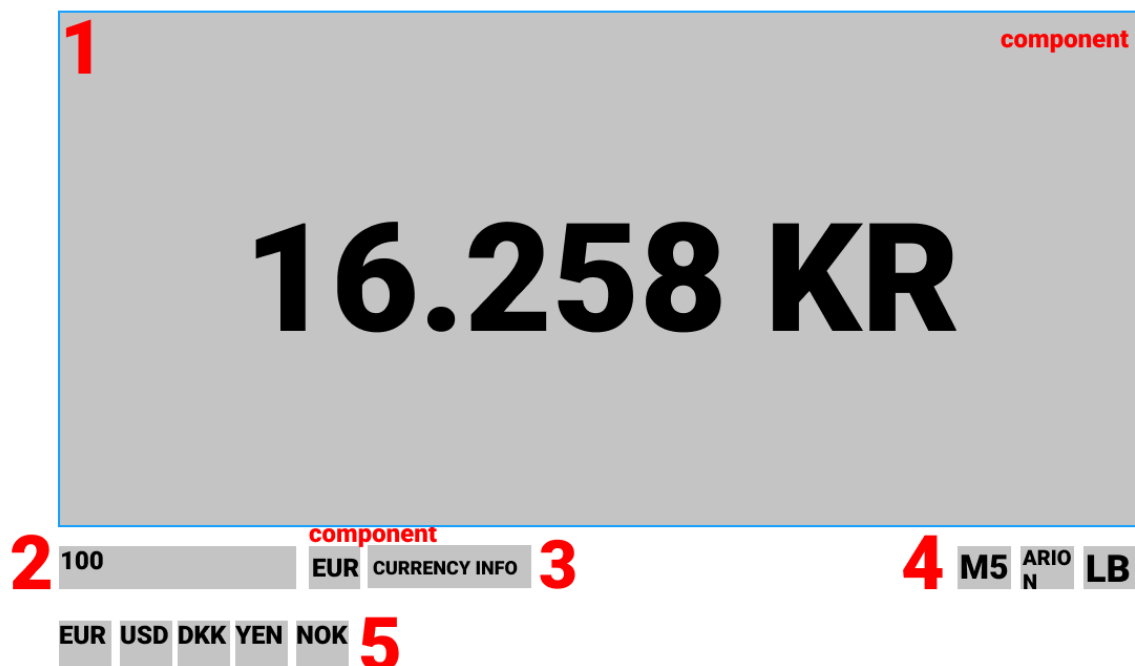 1
component
16.258 KR
component
2 100 EUR CURRENCY INFO 3 4 M5 ARIO
N LB
EUR USD DKK YEN NOK 5